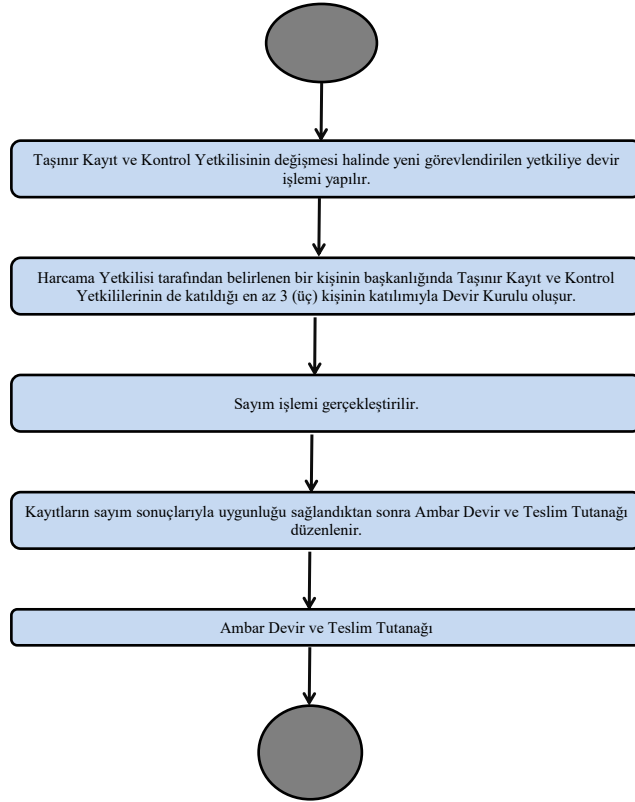 Taşınır Kayıt ve Kontrol Yetkilisinin değişmesi halinde yeni görevlendirilen yetkiliye devir
işlemi yapılır.
Harcama Yetkilisi tarafından belirlenen bir kişinin başkanlığında Taşınır Kayıt ve Kontrol
Yetkililerinin de katıldığı en az 3 (üç) kişinin katılımıyla Devir Kurulu oluşur.
Sayım işlemi gerçekleştirilir.
Kayıtların sayım sonuçlarıyla uygunluğu sağlandıktan sonra Ambar Devir ve Teslim Tutanağı
düzenlenir.
Ambar Devir ve Teslim Tutanağı